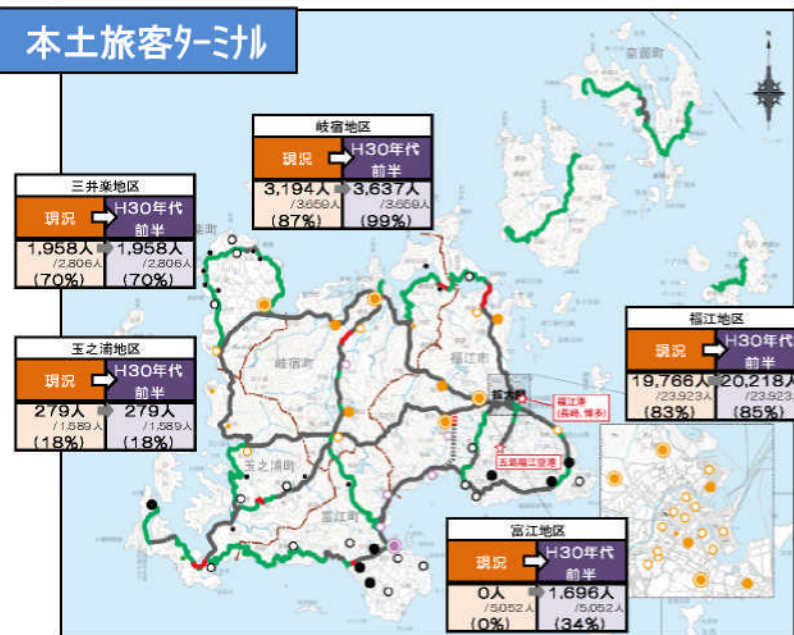 本土旅客ターミナル
奈留町
岐宿地区
現況
H30年代
前半
3,194人
3,637人
/3,659人
/3,659人
(87%)
(99%)
三井楽地区
現況
H30年代
前半
1,958人
1,958人
/2,806人
/2,806人
(70%)
(70%)
福江地区
現況
H30年代
前半
19,766人
20,218人
/23,923人
/23,923人
(83%)
(85%)
玉之浦地区
現況
H30年代
前半
279人
279人
/1,589人
/1,589人
(18%)
(18%)
岐宿町
福江市
拡大図
福江港
(長崎、博多)
五島福江空港
玉之浦町
富江町
富江地区
現況
H30年代
前半
0人
1,696人
/5,052人
/5,052人
(0%)
(34%)